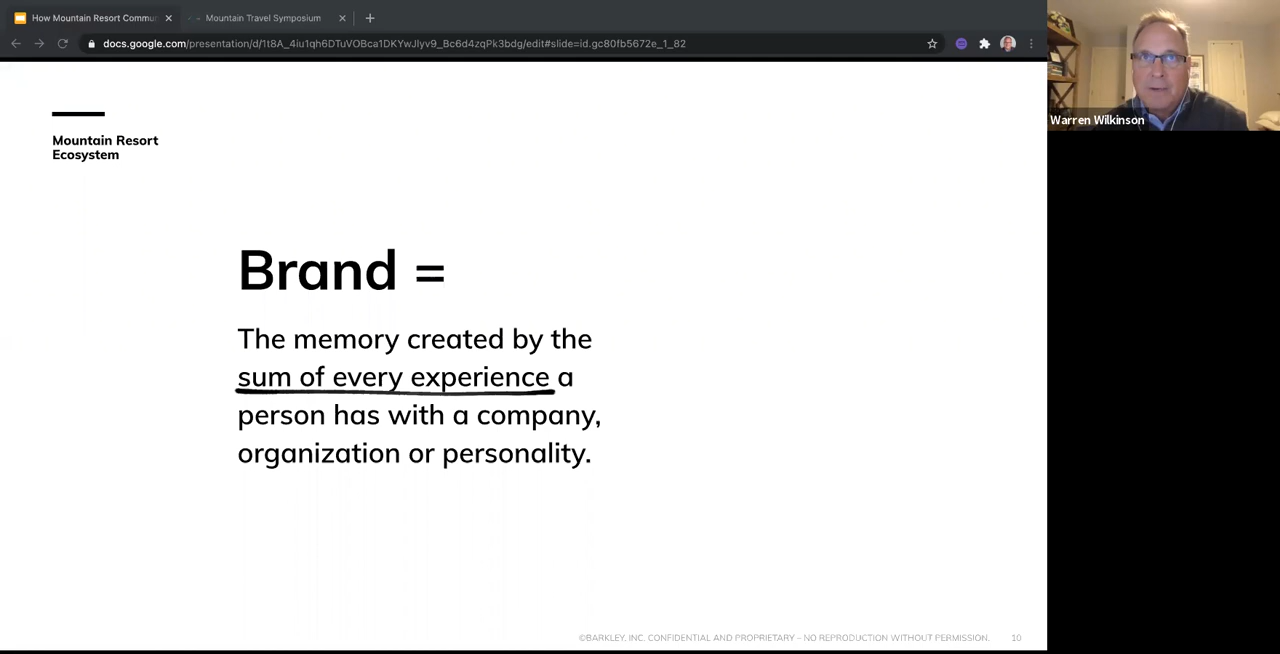 How Mountain Resort Commu
Mountain Travel Symposium
docs.google.com/presentation/d/1t8A_4iu1qh6DTuVOBca1DKYwJIyv9_Bc6d4zqPk3bdg/edit#slide=id.gc80fb5672e_1_82
Warren Wilkinson
Mountain Resort
Ecosystem
Brand =
The memory created by the
sum of every experience a
person has with a company,
organization or personality.
©BARKLEY, INC. CONFIDENTIAL AND PROPRIETARY – NO REPRODUCTION WITHOUT PERMISSION. 10